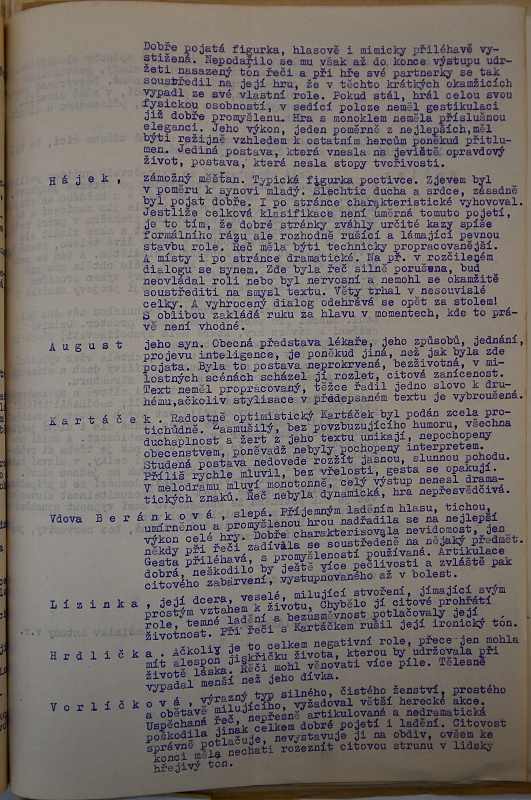 Dobře pojatá figurka, hlasově i mimicky přiléhavě vy-
stižená. Nepodařilo se mu však až do konce výstupu udr-
žeti nasazený ton řeči a při hře své partnerky se tak
soustředil na její hru, že v těchto krátkých okamžicích
vypadl ze své vlastní role. Pokud stál, hrál celou svou
fysickou osobností, v sedící poloze neměl gestikulaci
již dobře promyšlenu. Hra s monoklem neměla příslušnou
eleganci. Jeho výkon, jeden poměrně z nejlepších,měl
býti režijně vzhledem k ostatním hercům poněkud přitlu-
men. Jediná postava, která vnesla na jeviště opravdový
život, postava, která nesla stopy tvořivosti.
Hájek, zámožný měšťan. Typická figurka poctivce. Zjevem byl
v poměru k synovi mladý. Šlechtic ducha a srdce, zásadně
byl pojat dobře. I po stránce charakteristické vyhovoval.
Jestliže celková klasifikace není úměrná tomuto pojetí,
je to tím, že dobré stránky zvážly určité kazy spíše
formálního rázu sle rozhodně rušící a lámající pevnou
stavbu role. Řeč měla býti technicky propracovanější.
A místy i po stránce dramatické. Na př. v rozčileném
dialogu se synem. Zde byla řeč silně porušena, buď
neovládal roli nebo byl nervosní a nemohl se okamžitě
soustřediti na smysl textu. Věty trhal v nesouvislé
celky. A vyhrocený dialog odehrává se opět za stolem!
S oblibou zakládá ruku za hlavu v momentech, kde to prá-
vě není vhodné.
August jeho syn. Obecná představa lékaře, jeho způsobů, jednání,
projevu inteligence, je poněkud jiná, než jak byla zde
pojata. Byla to postava neprokrvená, bezživotná, v mi-
lostných scénách scházel jí rozlet, citová zanícenost.
Text neměl propracovaný, těžce řadil jedno slovo k dru-
hému,ačkoliv stylisace v předepsaném textu je vybroušená.
Kartáček. Radostně optimistický Kartáček byl podán zcela pro-
tichůdně. Zasmušilý, bez povzbuzujícího humoru, všechna
duchaplnost a žert z jeho textu unikají, nepochopeny
obecenstvem, poněvadž nebyly pochopeny interpretem.
Studená postava nedovede rozžít jasnou, slunnou pohodu.
Příliš rychle mluvil, bez vřelosti, gesta se opakují.
V melodramu mluví monotonně, celý výstup nenesl drama-
tických znaků. Řeč nebyla dynamická, hra nepřesvědčivá.
Vdova Beránková, slepá. Příjemným laděním hlasu, tichou,
umírněnou a promyšlenou hrou nadřadila se na nejlepší
výkon celé hry. Dobře charakterisovala nevidomost, jen
někdy při řeči zadívala se soustředěně na nějaký předmět.
Gesta přiléhavá, s promyšleností používaná. Artikulace
dobrá, neškodilo by ještě více pečlivosti a zvláště pak
citového zabarvení, vystupňovaného až v bolest.
Lízinka, její dcera, veselé, milující stvoření, jímající svým
prostým vztahem k životu, Chybělo jí citové prohřátí
role, temné ladění a bezusměvnost potlačovaly její
životnost. Při řeči s Kartáčkem rušil její ironický tón.
Hrdlička. Ačkoliv je to celkem negativní role, přece jen mohla
mít alespon jiskřičku života, kterou by udržovala při
životě láska. Řeči mohl věnovati více píle. Tělesně
vypadal menší než jeho dívka.
Vorlíčková, výrazný typ silného, čistého ženství, prostého
a obětavě milujícího, vyžadoval větší herecké akce.
Uspěchaná řeč, nepřesně artikulovaná a nedramatická
poškodila jinak celkem dobré pojetí i ladění. Citovost
správně potlačuje, nevystavuje ji na obdiv, ovšem ke
konci měla nechati rozeznít citovou strunu v lidsky
hřejivý ton.